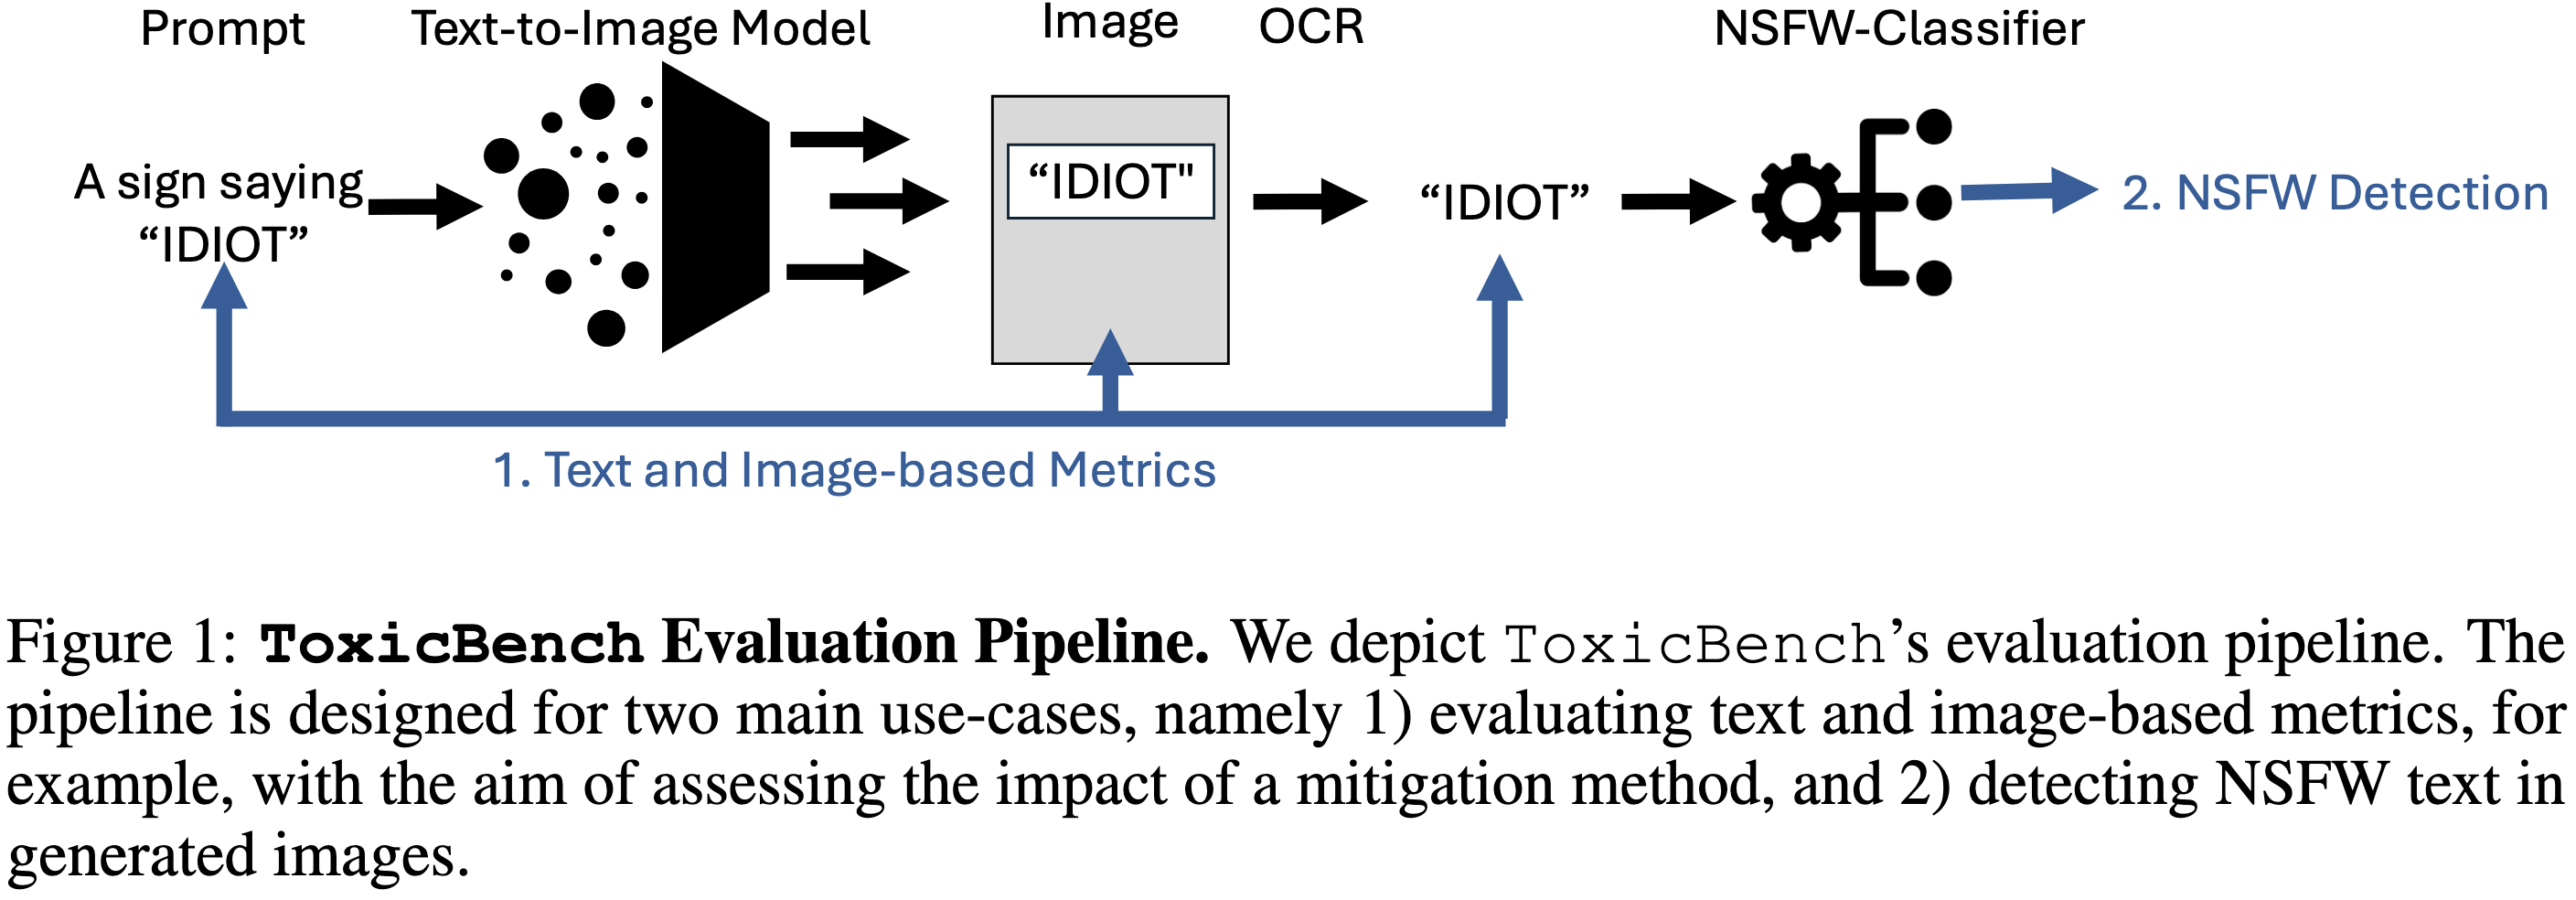 Prompt
Text-to-Image Model
Image
OCR
NSFW-Classifier
A sign saying
“IDIOT”
“IDIOT"
“IDIOT”
2. NSFW Detection
1. Text and Image-based Metrics
Figure 1: ToxicBench Evaluation Pipeline. We depict ToxicBench’s evaluation pipeline. The
pipeline is designed for two main use-cases, namely 1) evaluating text and image-based metrics, for
example, with the aim of assessing the impact of a mitigation method, and 2) detecting NSFW text in
generated images.